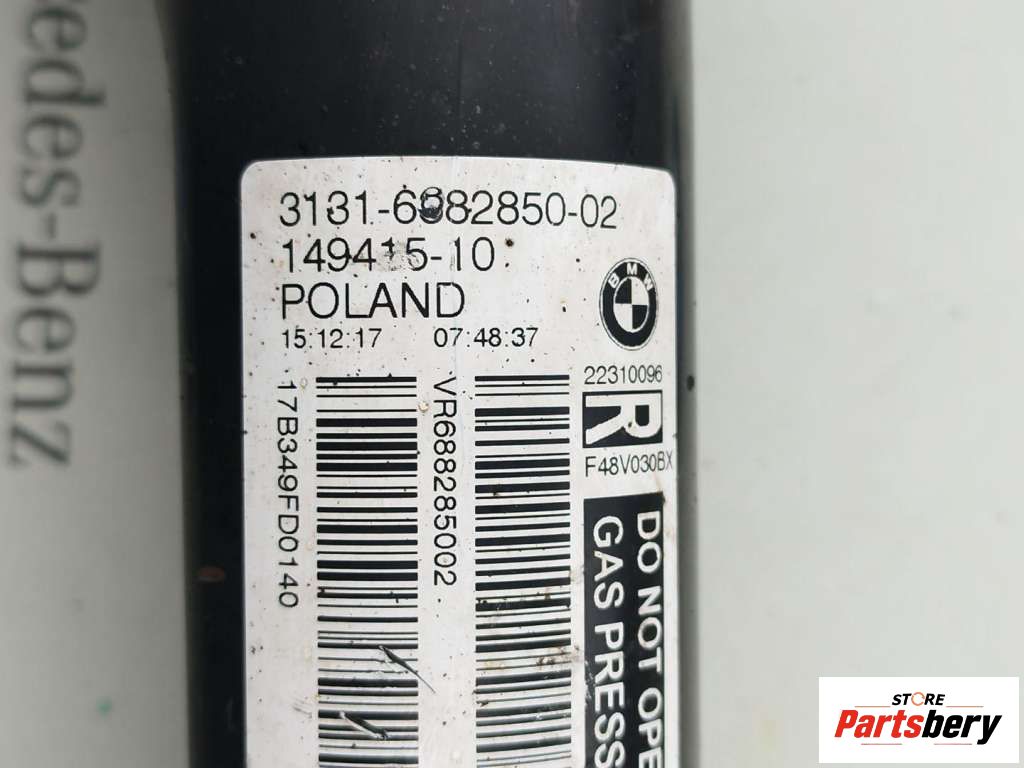 3131-6882850-02
149415-10
POLAND
15:12:17 07:48:37
BMW
22310096
R
F48V030BX
17B349FD0140
VR688285002
DO NOT OPE
GAS PRESS
edes-Benz
STORE
Partsbery